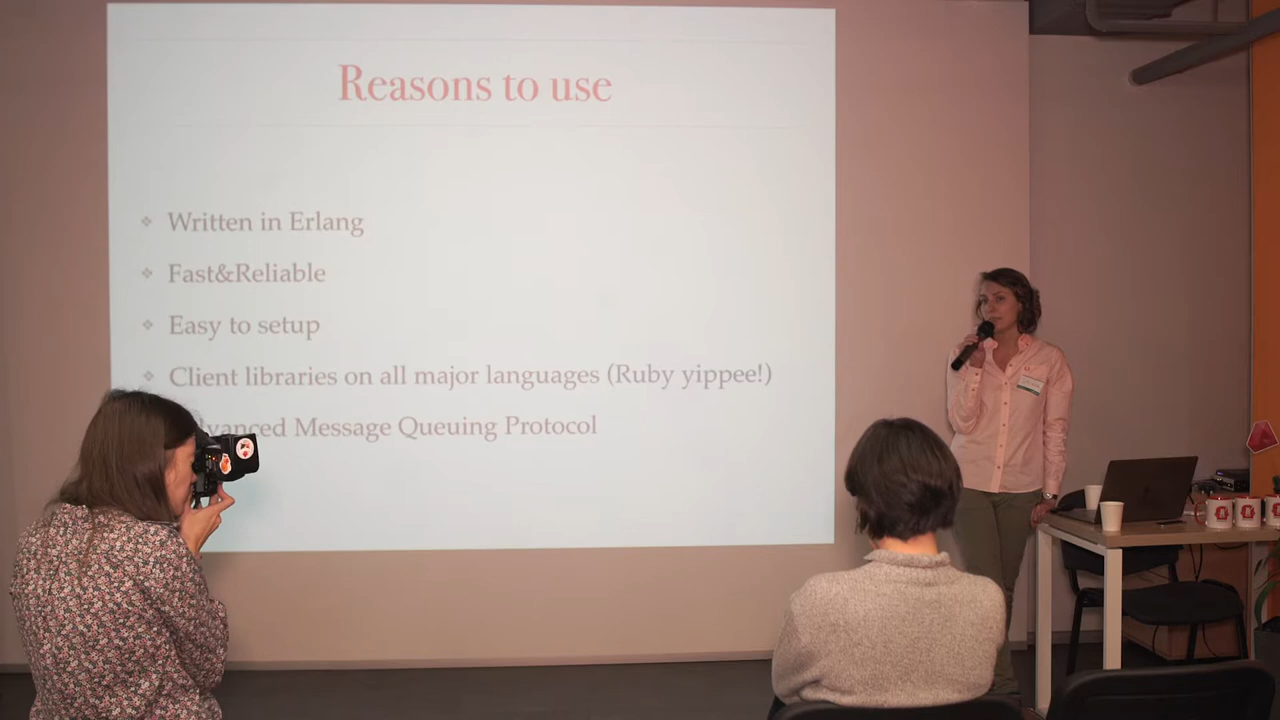 Reasons to use
Written in Erlang
Fast&Reliable
Easy to setup
Client libraries on all major languages (Ruby yippee!)
Message Queuing Protocol